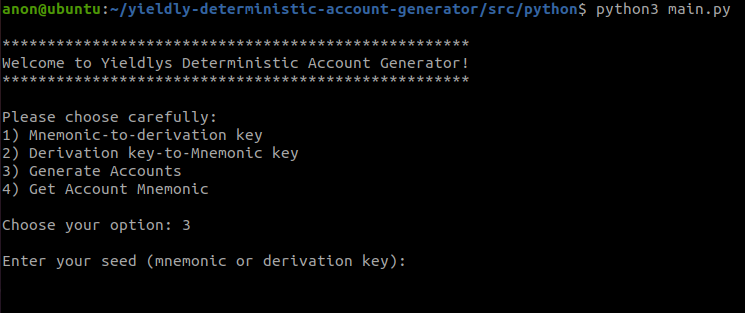 anon@ubuntu:~/yieldly-deterministic-account-generator/src/python$ python3 main.py
****************************************************
Welcome to Yieldlys Deterministic Account Generator!
****************************************************
Please choose carefully:
1) Mnemonic-to-derivation key
2) Derivation key-to-Mnemonic key
3) Generate Accounts
4) Get Account Mnemonic
Choose your option: 3
Enter your seed (mnemonic or derivation key):